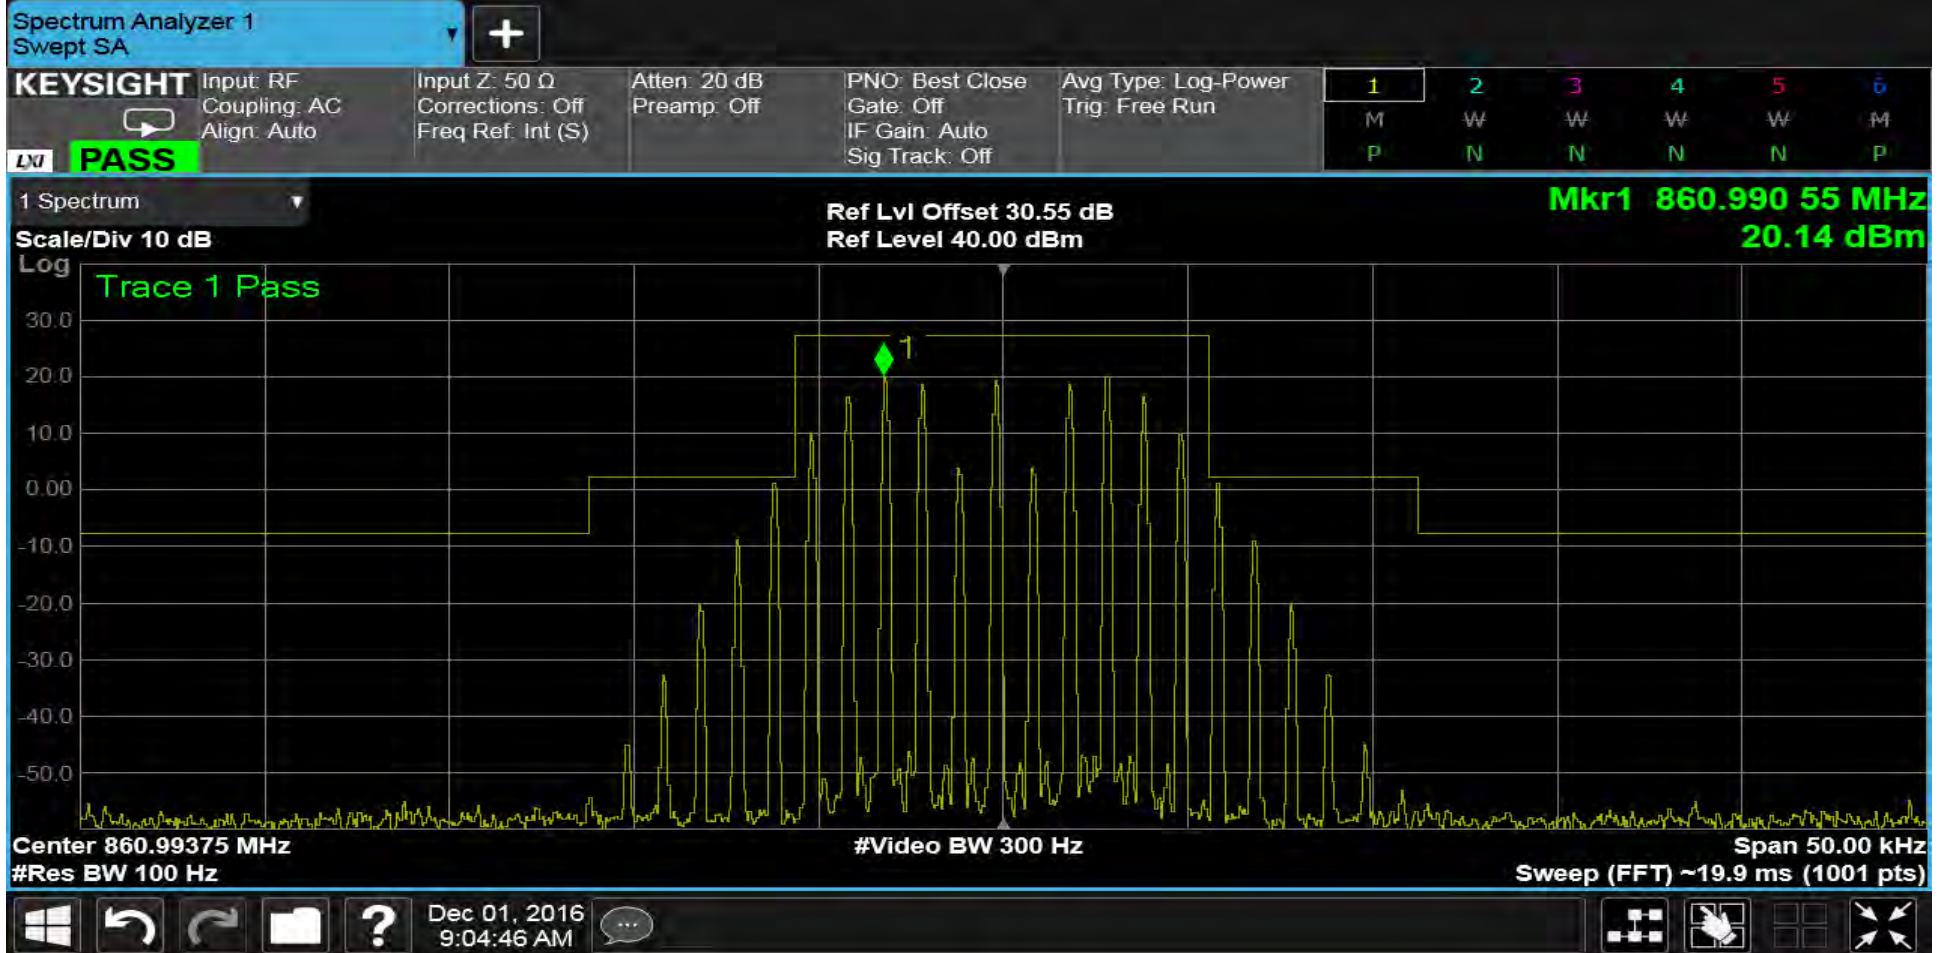 Spectrum Analyzer 1
Swept SA
KEYSIGHT
LXI
PASS
Input: RF
Coupling: AC
Align: Auto
Input Z: 50 Ω
Corrections: Off
Freq Ref: Int (S)
Atten: 20 dB
Preamp: Off
PNO: Best Close
Gate: Off
IF Gain: Auto
Sig Track: Off
Avg Type: Log-Power
Trig: Free Run
1 2 3 4 5 6
M W W W W M
P N N N N P
1 Spectrum
Scale/Div 10 dB
Ref Lvl Offset 30.55 dB
Ref Level 40.00 dBm
Mkr1 860.990 55 MHz
20.14 dBm
Log
Trace 1 Pass
1
30.0
20.0
10.0
0.00
-10.0
-20.0
-30.0
-40.0
-50.0
Center 860.99375 MHz
#Video BW 300 Hz
Span 50.00 kHz
#Res BW 100 Hz
Sweep (FFT) ~19.9 ms (1001 pts)
?
Dec 01, 2016
9:04:46 AM